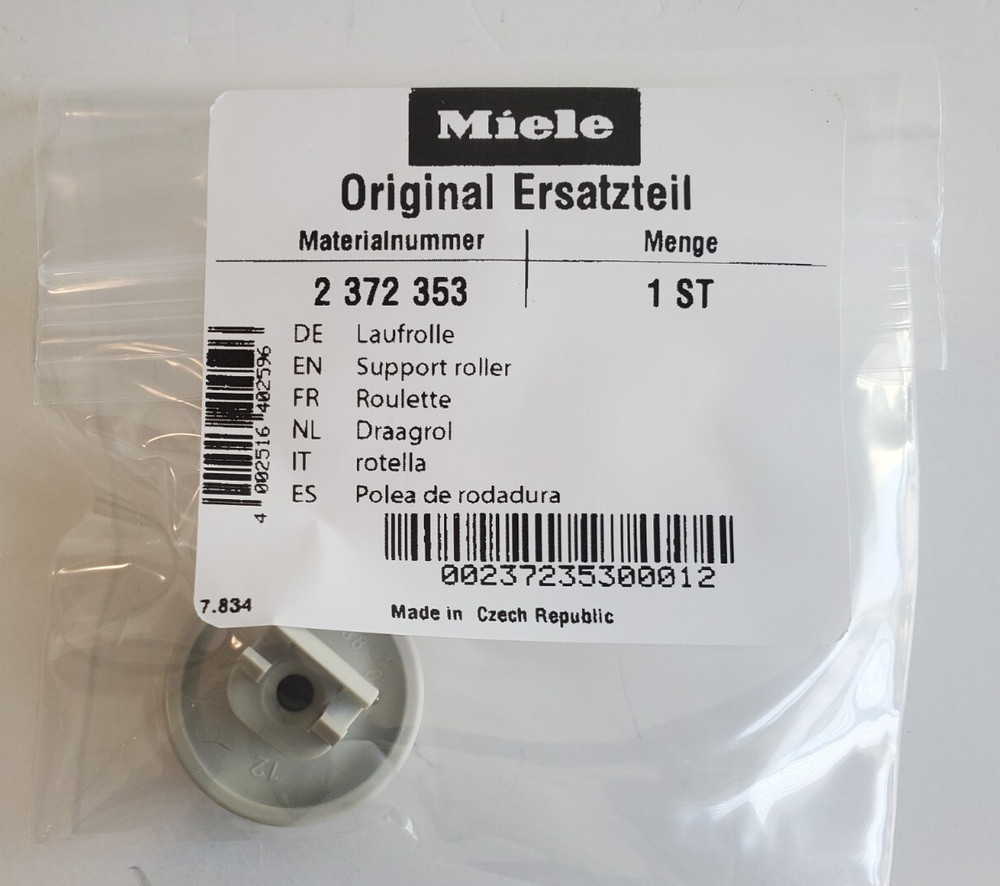 Miele
Original Ersatzteil
Materialnummer Menge
2 372 353 1 ST
DE Laufrolle
EN Support roller
FR Roulette
NL Draagrol
IT rotella
ES Polea de rodadura
4 002516 402596
00237235300012
7.834
Made in Czech Republic
12